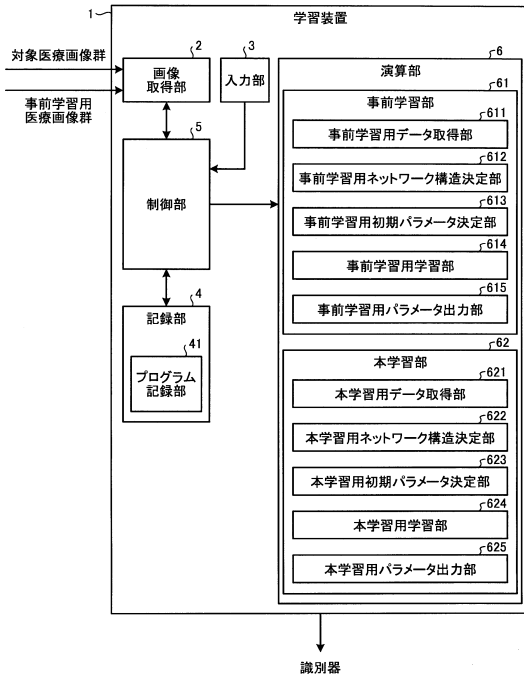 1
学習装置
対象医療画像群
事前学習用
医療画像群
2
画像
取得部
3
入力部
5
制御部
4
記録部
41
プログラム
記録部
6
演算部
61
事前学習部
611
事前学習用データ取得部
612
事前学習用ネットワーク構造決定部
613
事前学習用初期パラメータ決定部
614
事前学習用学習部
615
事前学習用パラメータ出力部
62
本学習部
621
本学習用データ取得部
622
本学習用ネットワーク構造決定部
623
本学習用初期パラメータ決定部
624
本学習用学習部
625
本学習用パラメータ出力部
識別器